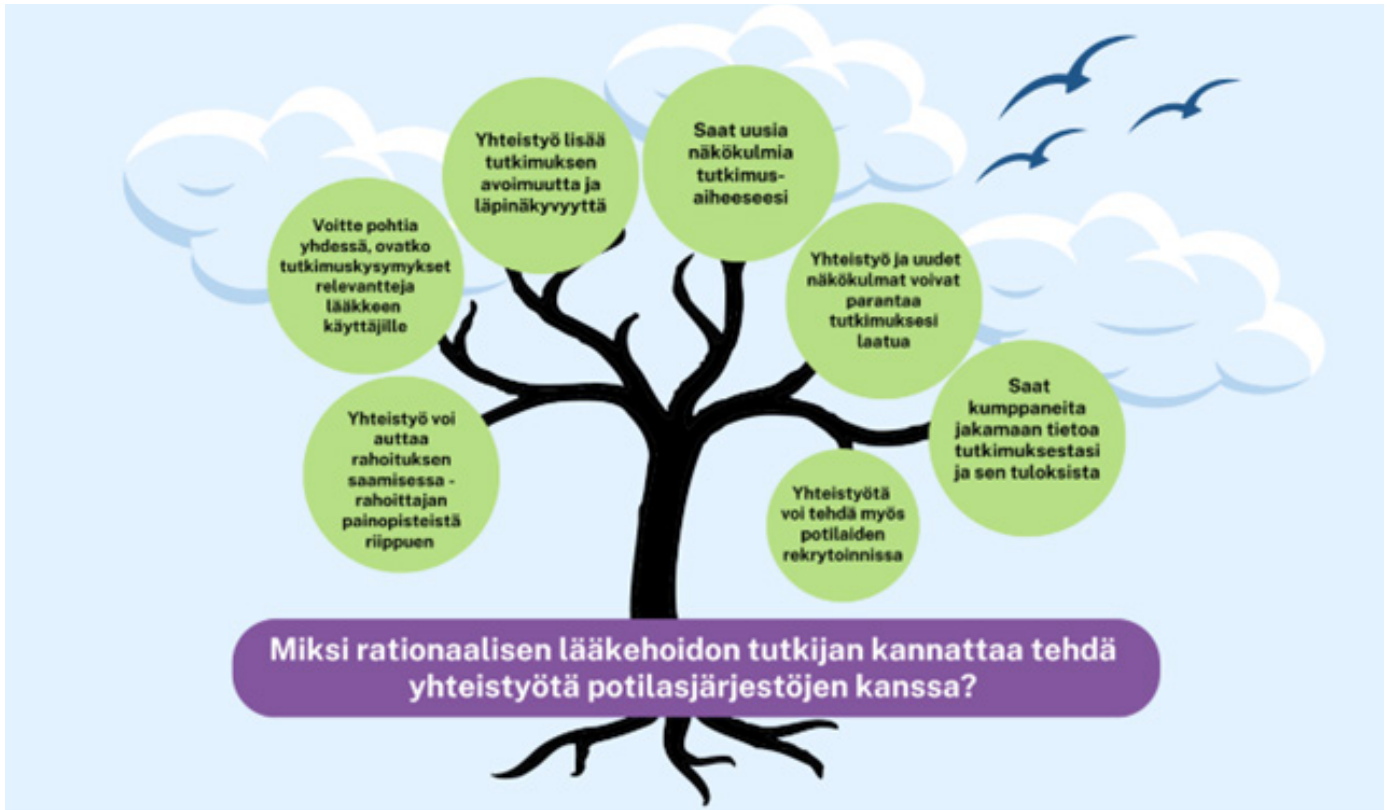 Yhteistyö lisää
tutkimuksen
avoimuutta ja
läpinäkyvyyttä
Saat uusia
näkökulmia
tutkimus-
aiheeseesi
Voitte pohtia
yhdessä, ovatko
tutkimuskysymykset
relevantteja
lääkkeen
käyttäjille
Yhteistyö ja uudet
näkökulmat voivat
parantaa
tutkimuksesi
laatua
Yhteistyö voi
auttaa
rahoituksen
saamisessa -
rahoittajan
painopisteistä
riippuen
Saat
kumppaneita
jakamaan tietoa
tutkimuksestasi
ja sen tuloksista
Yhteistyötä
voi tehdä myös
potilaiden
rekrytoinnissa
Miksi rationaalisen lääkehoidon tutkijan kannattaa tehdä
yhteistyötä potilasjärjestöjen kanssa?